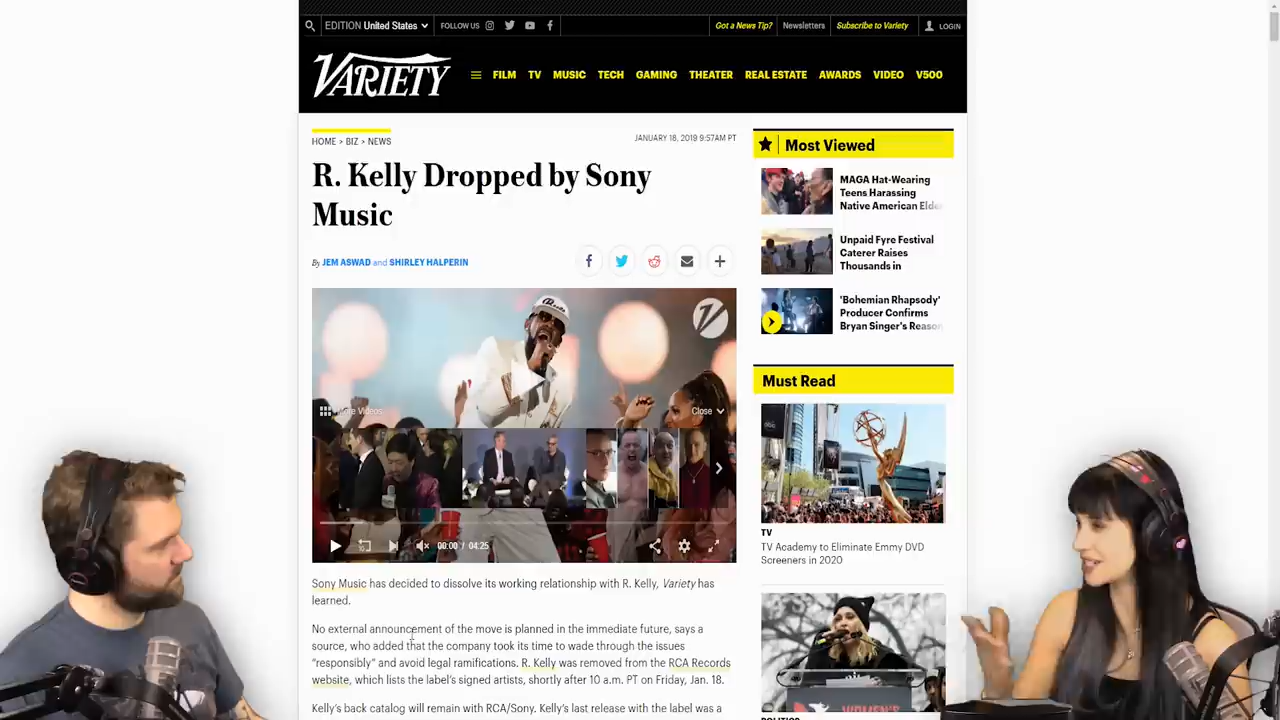 EDITION United States
FOLLOW US
Got a News Tip?
Newsletters
Subscribe to Variety
LOGIN
VARIETY
FILM TV MUSIC TECH GAMING THEATER REAL ESTATE AWARDS VIDEO V500
HOME > BIZ > NEWS
JANUARY 18, 2019 9:57AM PT
R. Kelly Dropped by Sony
Music
By JEM ASWAD and SHIRLEY HALPERIN
More Videos
Close
10
00:00 / 04:25
Sony Music has decided to dissolve its working relationship with R. Kelly, Variety has
learned.
No external announcement of the move is planned in the immediate future, says a
source, who added that the company took its time to wade through the issues
“responsibly” and avoid legal ramifications. R. Kelly was removed from the RCA Records
website, which lists the label’s signed artists, shortly after 10 a.m. PT on Friday, Jan. 18.
Kelly’s back catalog will remain with RCA/Sony. Kelly’s last release with the label was a
Most Viewed
MAGA Hat-Wearing
Teens Harassing
Native American Elde
Unpaid Fyre Festival
Caterer Raises
Thousands in
'Bohemian Rhapsody'
Producer Confirms
Bryan Singer's Reason
Must Read
abc
TV
TV Academy to Eliminate Emmy DVD
Screeners in 2020
WOMEN'S
POLITICS